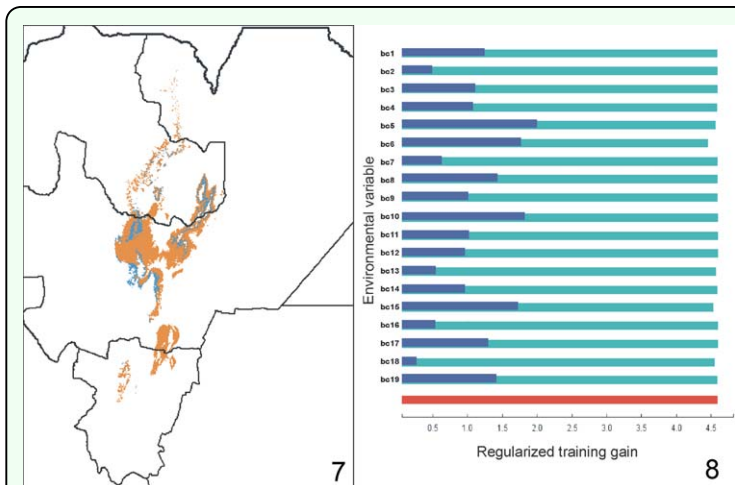 bc1
bc2
bc3
bc4
bc5
bc6
bc7
bc8
bc9
bc10
bc11
bc12
bc13
bc14
bc15
bc16
bc17
bc18
bc19
Environmental variable
0.5 1.0 1.5 2.0 2.5 3.0 3.5 4.0 4.5
Regularized training gain
7
8